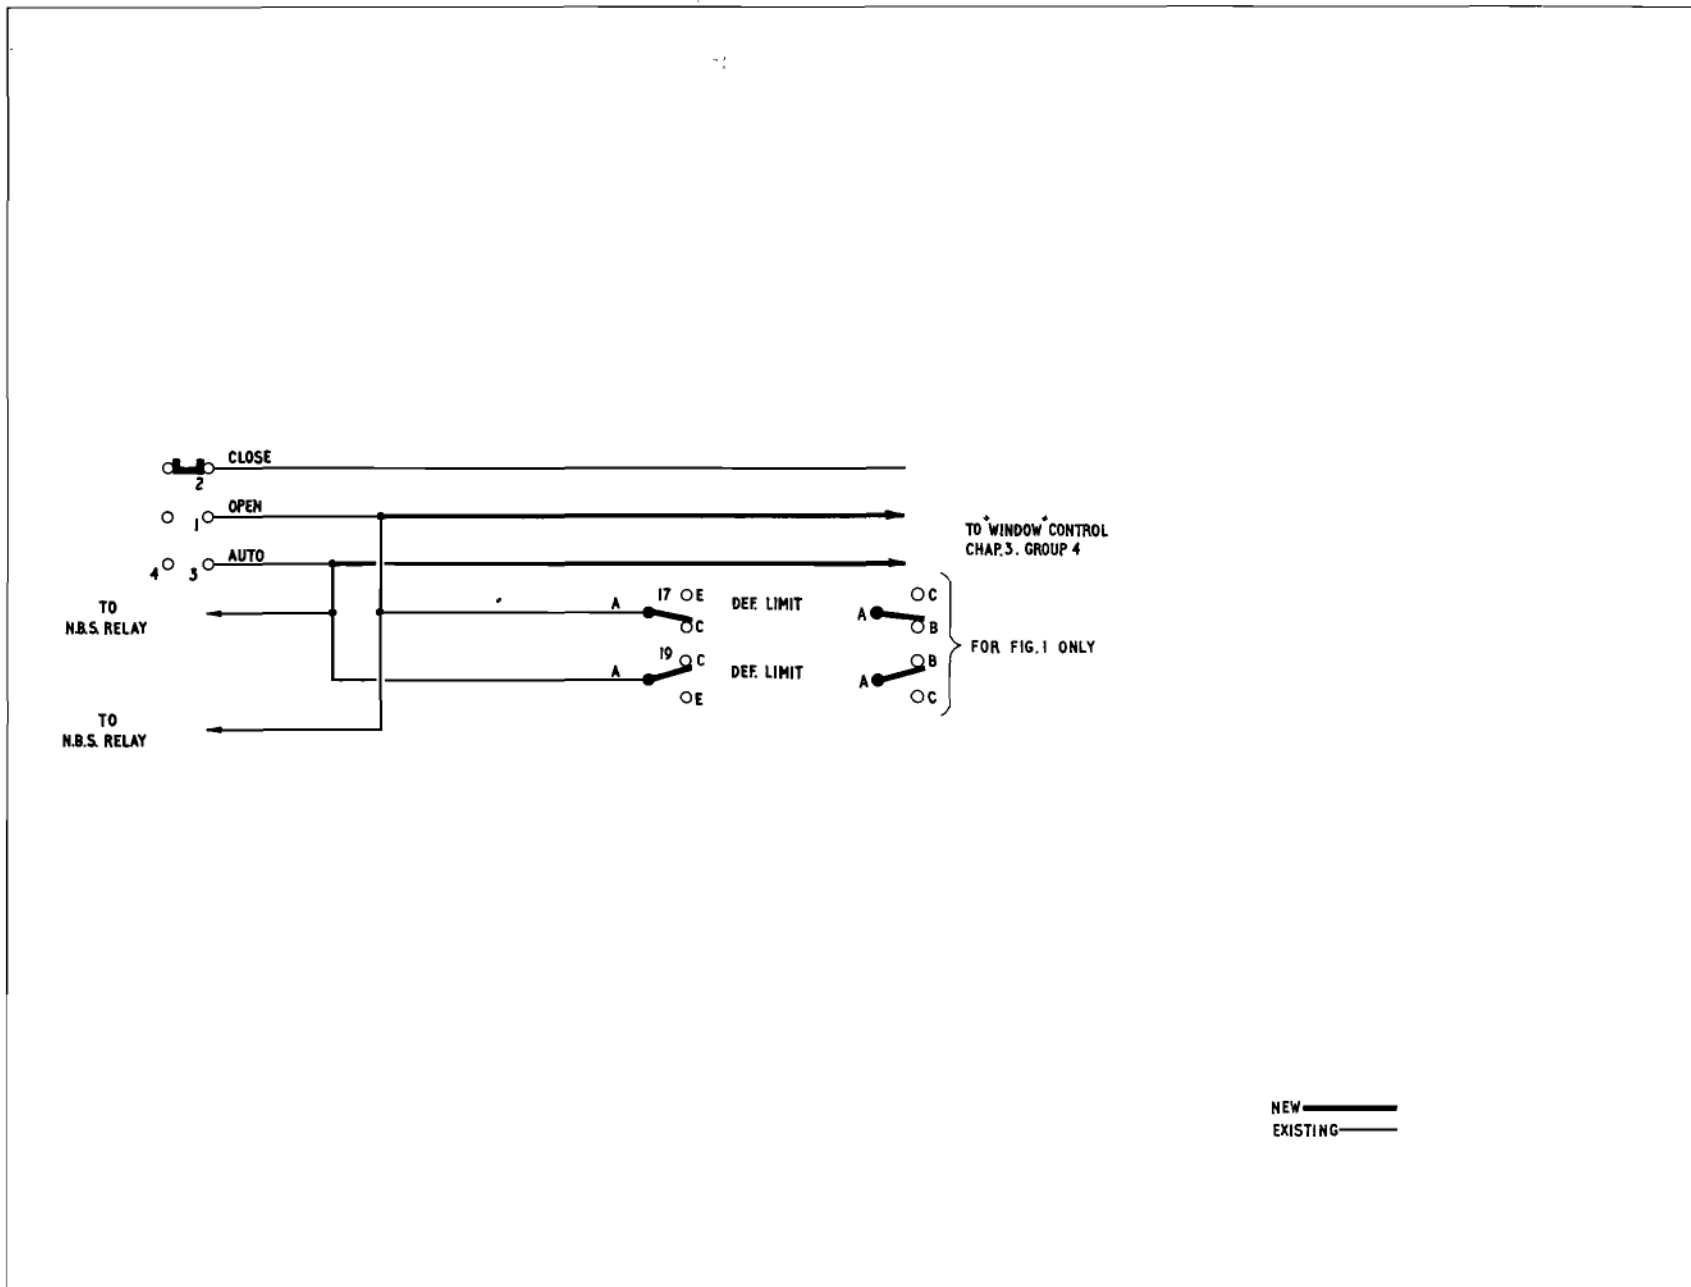 CLOSE
2
OPEN
1
AUTO
4 3
TO "WINDOW" CONTROL
CHAP.3. GROUP 4
TO
N.B.S. RELAY
A 17 E DEF. LIMIT C
C A B
FOR FIG.1 ONLY
A 19 C DEF. LIMIT B
E A C
TO
N.B.S. RELAY
NEW
EXISTING